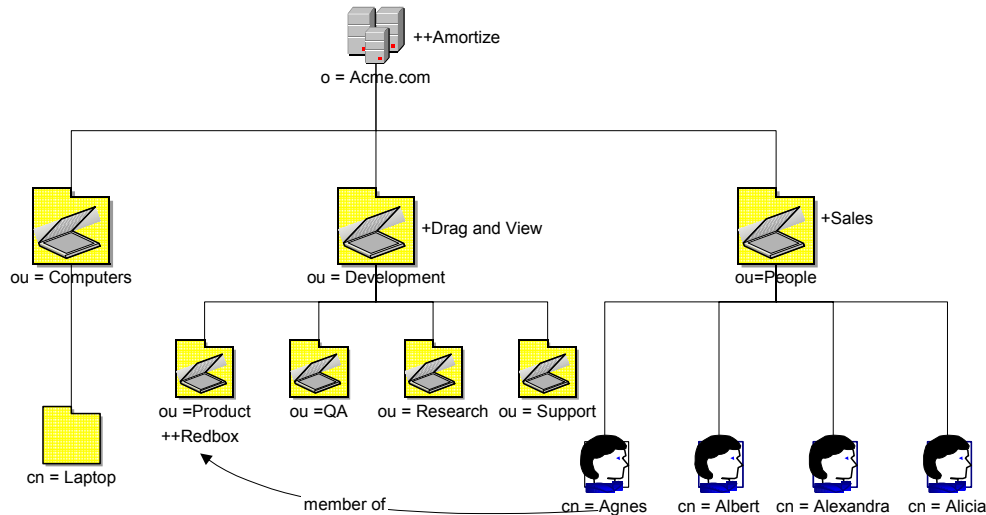 ++Amortize
o = Acme.com
+Drag and View
+Sales
ou = Computers
ou = Development
ou=People
ou =Product
ou =QA
ou = Research
ou = Support
++Redbox
cn = Laptop
member of
cn = Agnes
cn = Albert
cn = Alexandra
cn = Alicia